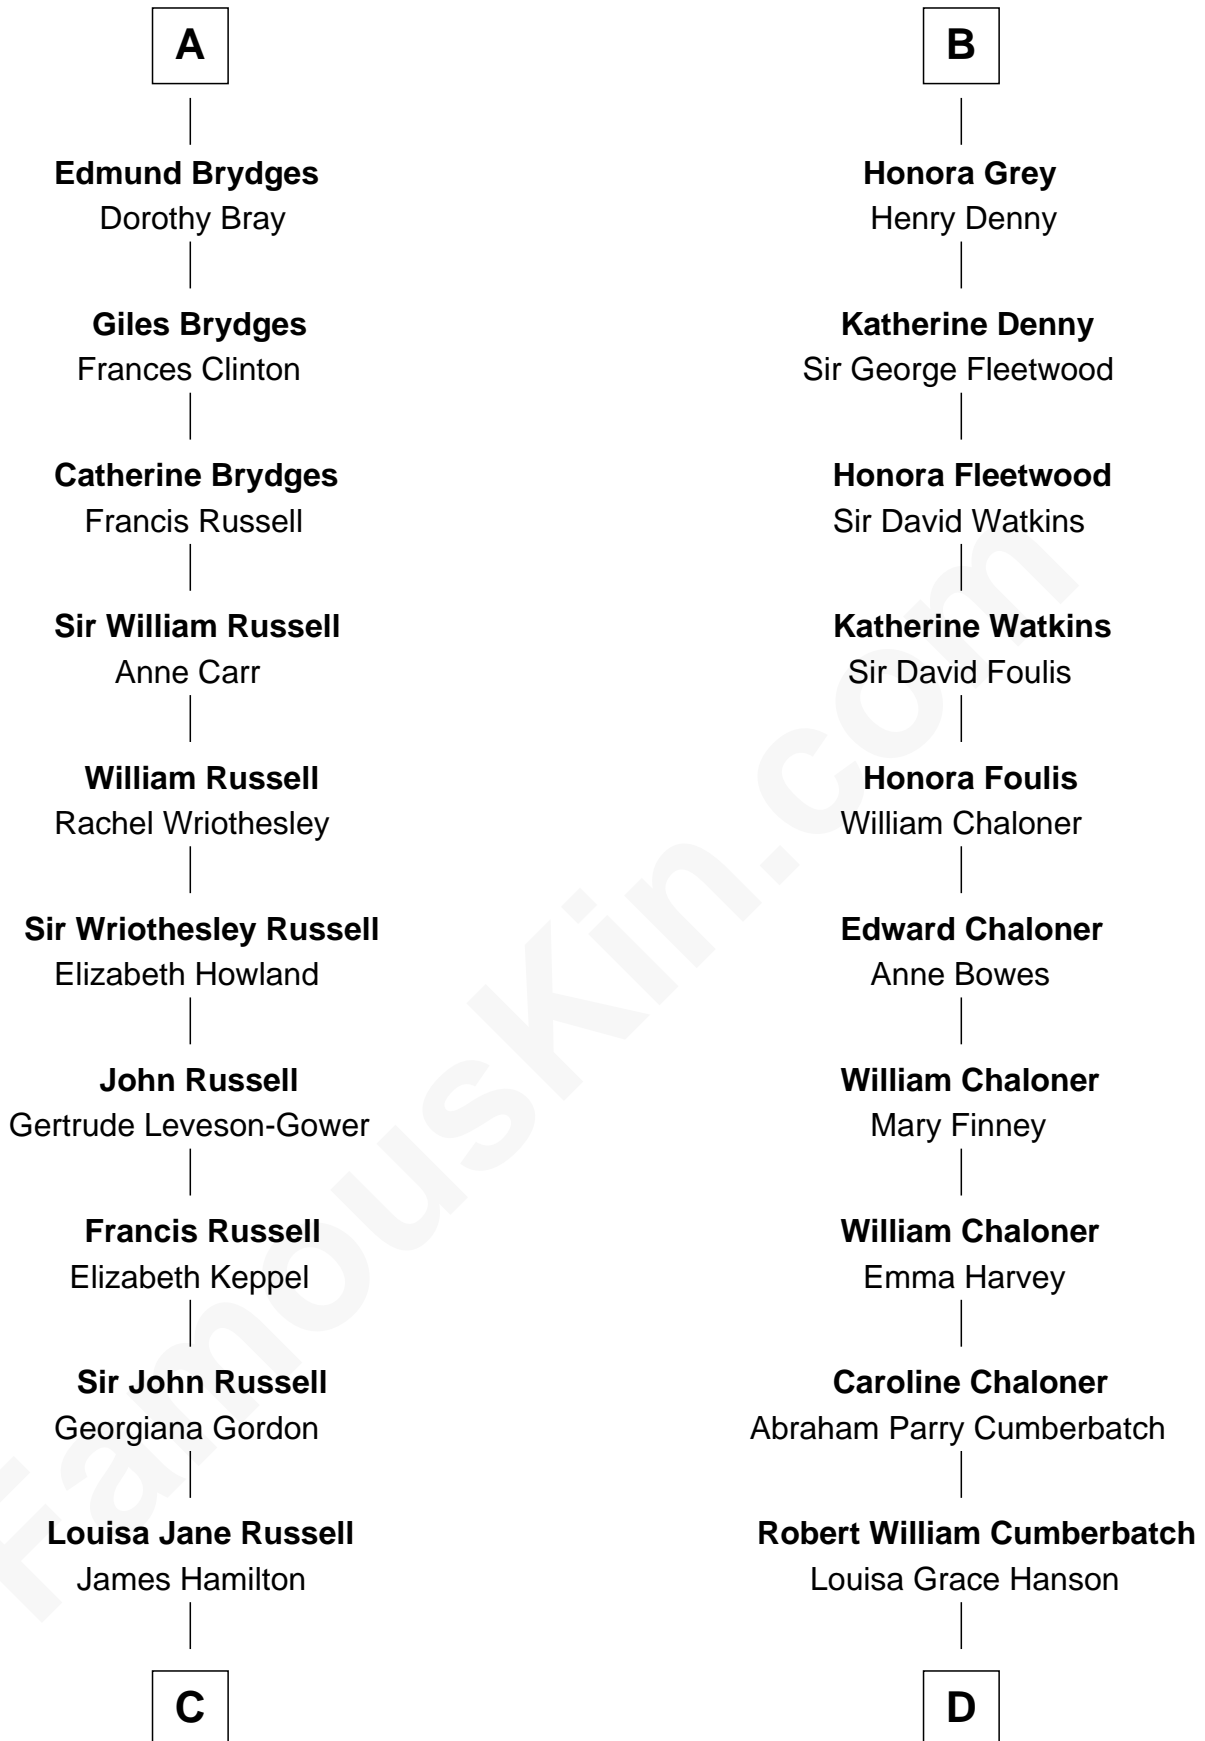 A
Edmund Brydges
Dorothy Bray
Giles Brydges
Frances Clinton
Catherine Brydges
Francis Russell
Sir William Russell
Anne Carr
William Russell
Rachel Wriothesley
Sir Wriothesley Russell
Elizabeth Howland
John Russell
Gertrude Leveson-Gower
Francis Russell
Elizabeth Keppel
Sir John Russell
Georgiana Gordon
Louisa Jane Russell
James Hamilton
C
B
Honora Grey
Henry Denny
Katherine Denny
Sir George Fleetwood
Honora Fleetwood
Sir David Watkins
Katherine Watkins
Sir David Foulis
Honora Foulis
William Chaloner
Edward Chaloner
Anne Bowes
William Chaloner
Mary Finney
William Chaloner
Emma Harvey
Caroline Chaloner
Abraham Parry Cumberbatch
Robert William Cumberbatch
Louisa Grace Hanson
D
FamousKin.com